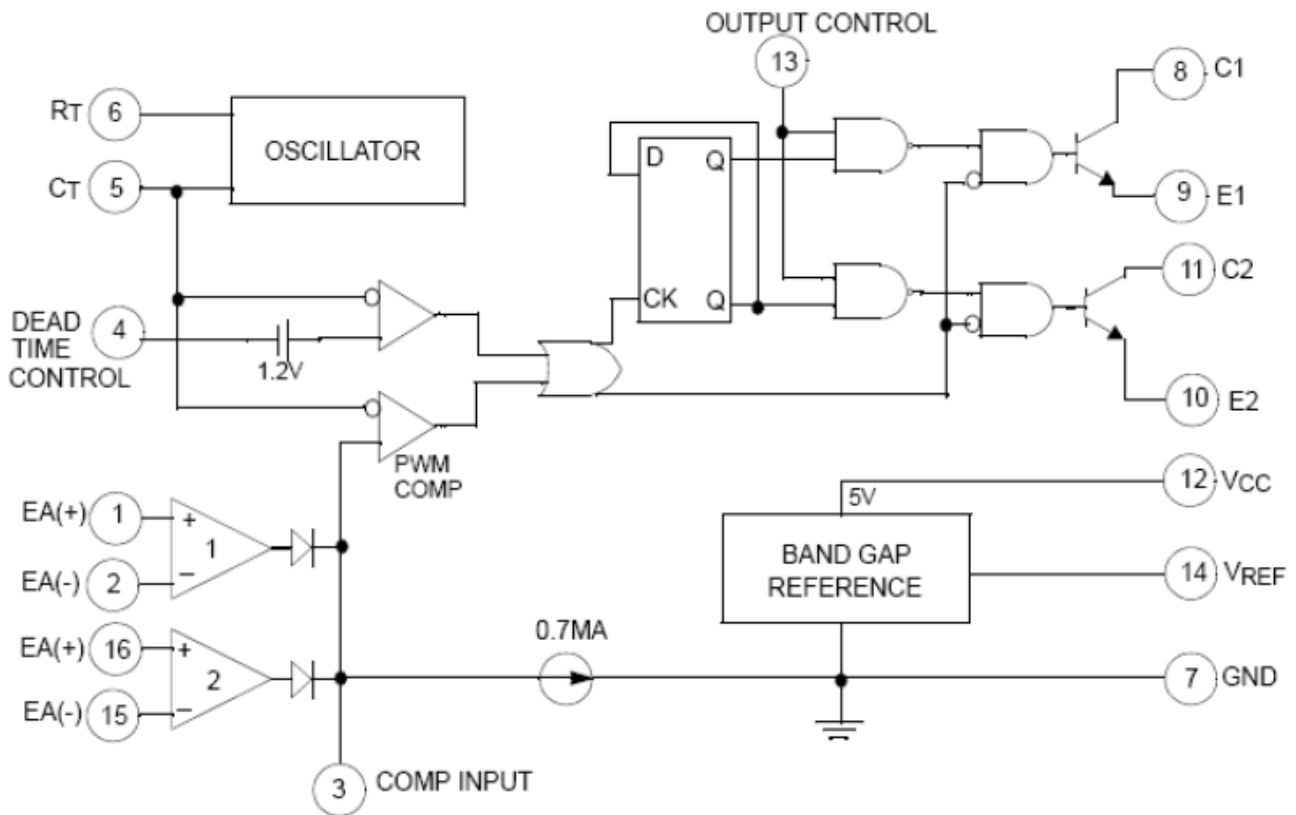 OUTPUT CONTROL
13
8 C1
RT 6
OSCILLATOR
D Q
CT 5
9 E1
11 C2
CK Q
DEAD TIME CONTROL 4
1.2V
10 E2
PWM COMP
12 VCC
5V
EA(+) 1
+
1
BAND GAP REFERENCE
14 VREF
EA(-) 2
−
EA(+) 16
+
0.7MA
2
7 GND
EA(-) 15
−
3 COMP INPUT